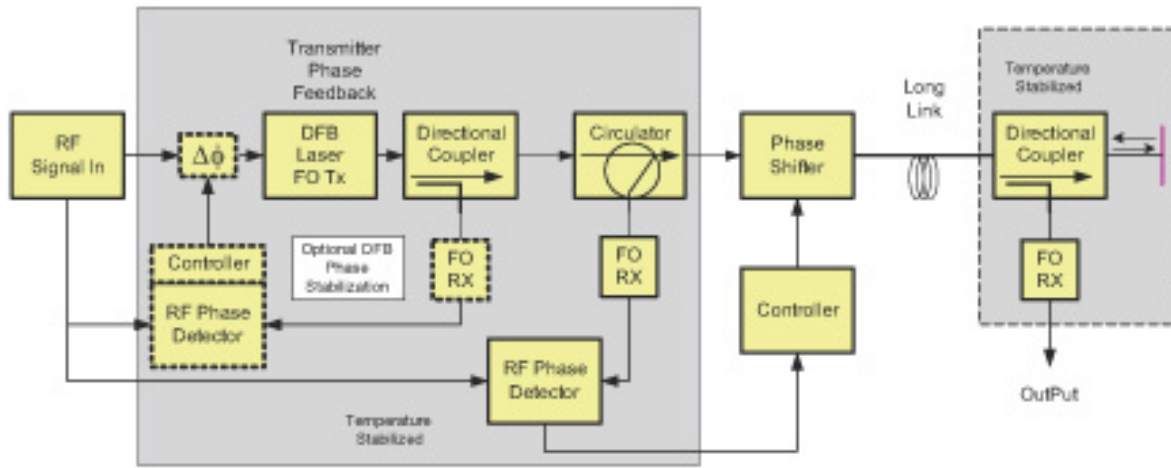 Transmitter
Phase
Feedback
RF
Signal In
Δϕ
DFB
Laser
FO Tx
Directional
Coupler
Circulator
Phase
Shifter
Long
Link
Temperature
Stabilized
Directional
Coupler
Controller
RF Phase
Detector
Optional DFB
Phase
Stabilization
FO
RX
FO
RX
Controller
FO
RX
RF Phase
Detector
OutPut
Temperature
Stabilized